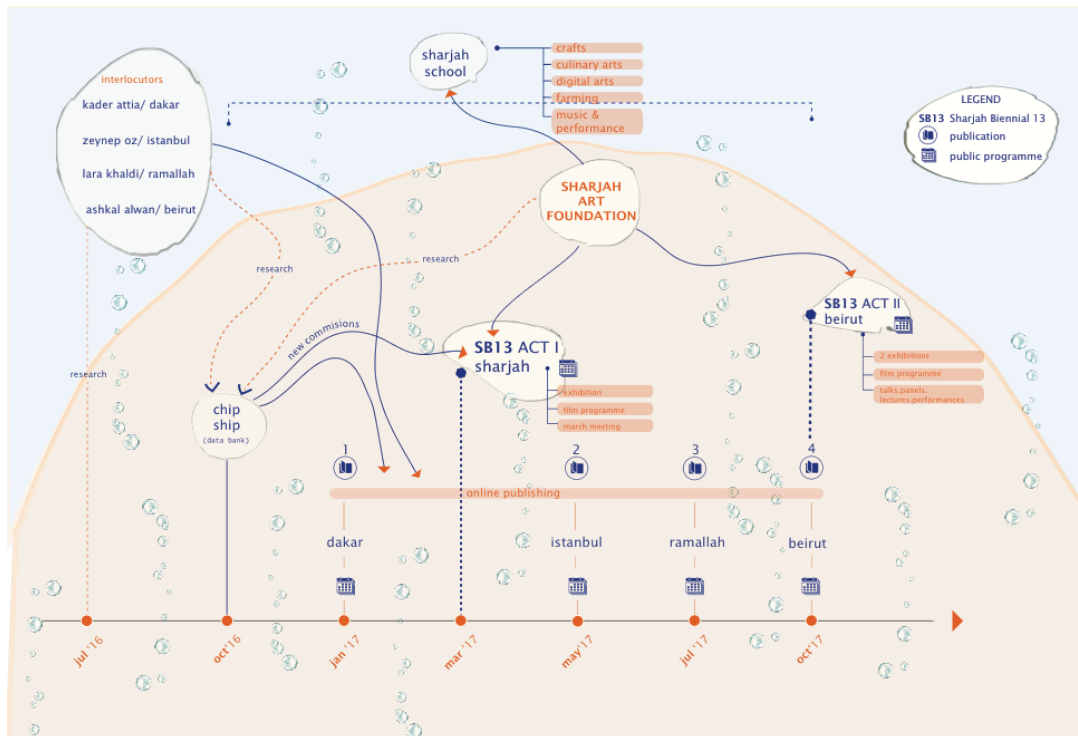 interlocutors
kader attia/ dakar
zeynep oz/ istanbul
lara khaldi/ ramallah
ashkal alwan/ beirut
sharjah
school
crafts
culinary arts
digital arts
farming
music &
performance
LEGEND
SB13 Sharjah Biennial 13
publication
public programme
SHARJAH
ART
FOUNDATION
research
research
research
new commisions
SB13 ACT I
sharjah
exhibition
film programme
march meeting
SB13 ACT II
beirut
2 exhibitions
film programme
talks.panels.
lectures.performances
chip
ship
(data bank)
1
2
3
4
online publishing
dakar
istanbul
ramallah
beirut
jul '16
oct'16
jan '17
mar '17
may'17
jul '17
oct'17